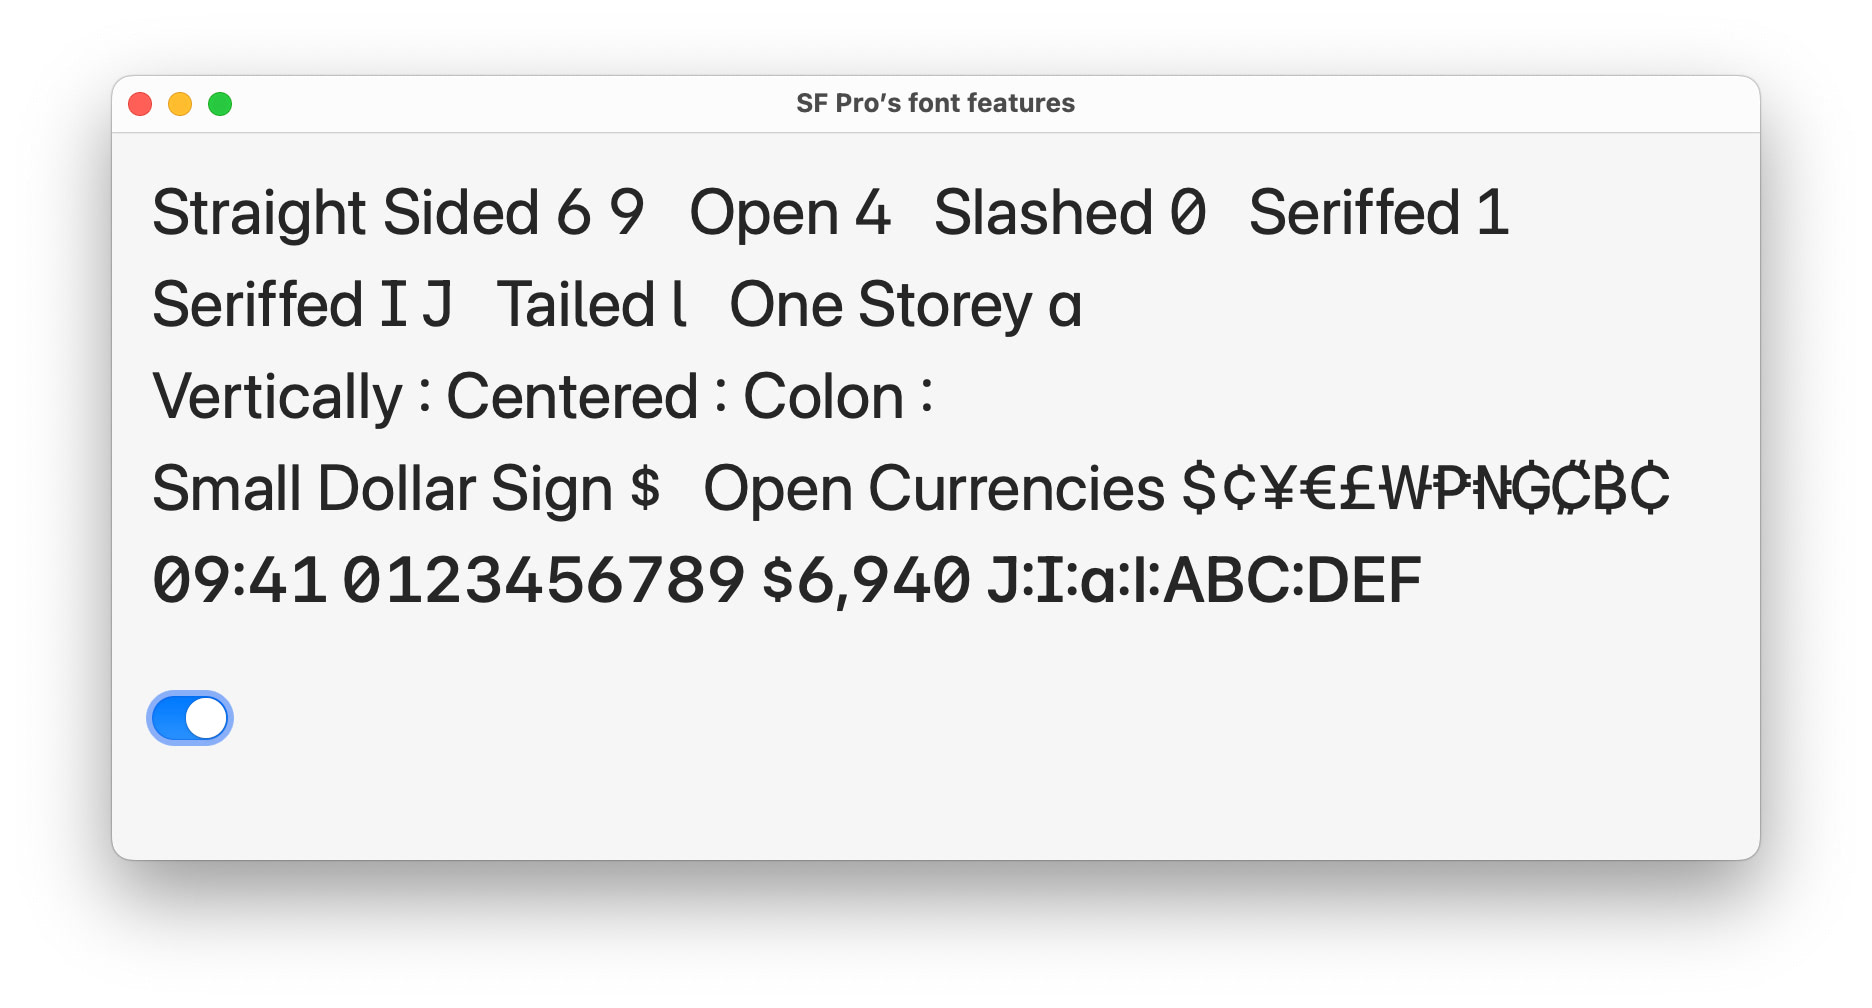 SF Pro’s font features
Straight Sided 6 9 Open 4 Slashed 0 Seriffed 1
Seriffed I J Tailed l One Storey a
Vertically : Centered : Colon :
Small Dollar Sign $ Open Currencies $¢¥€£₩₱₦₲₡₿₵
09:41 0123456789 $6,940 J:I:a:l:ABC:DEF